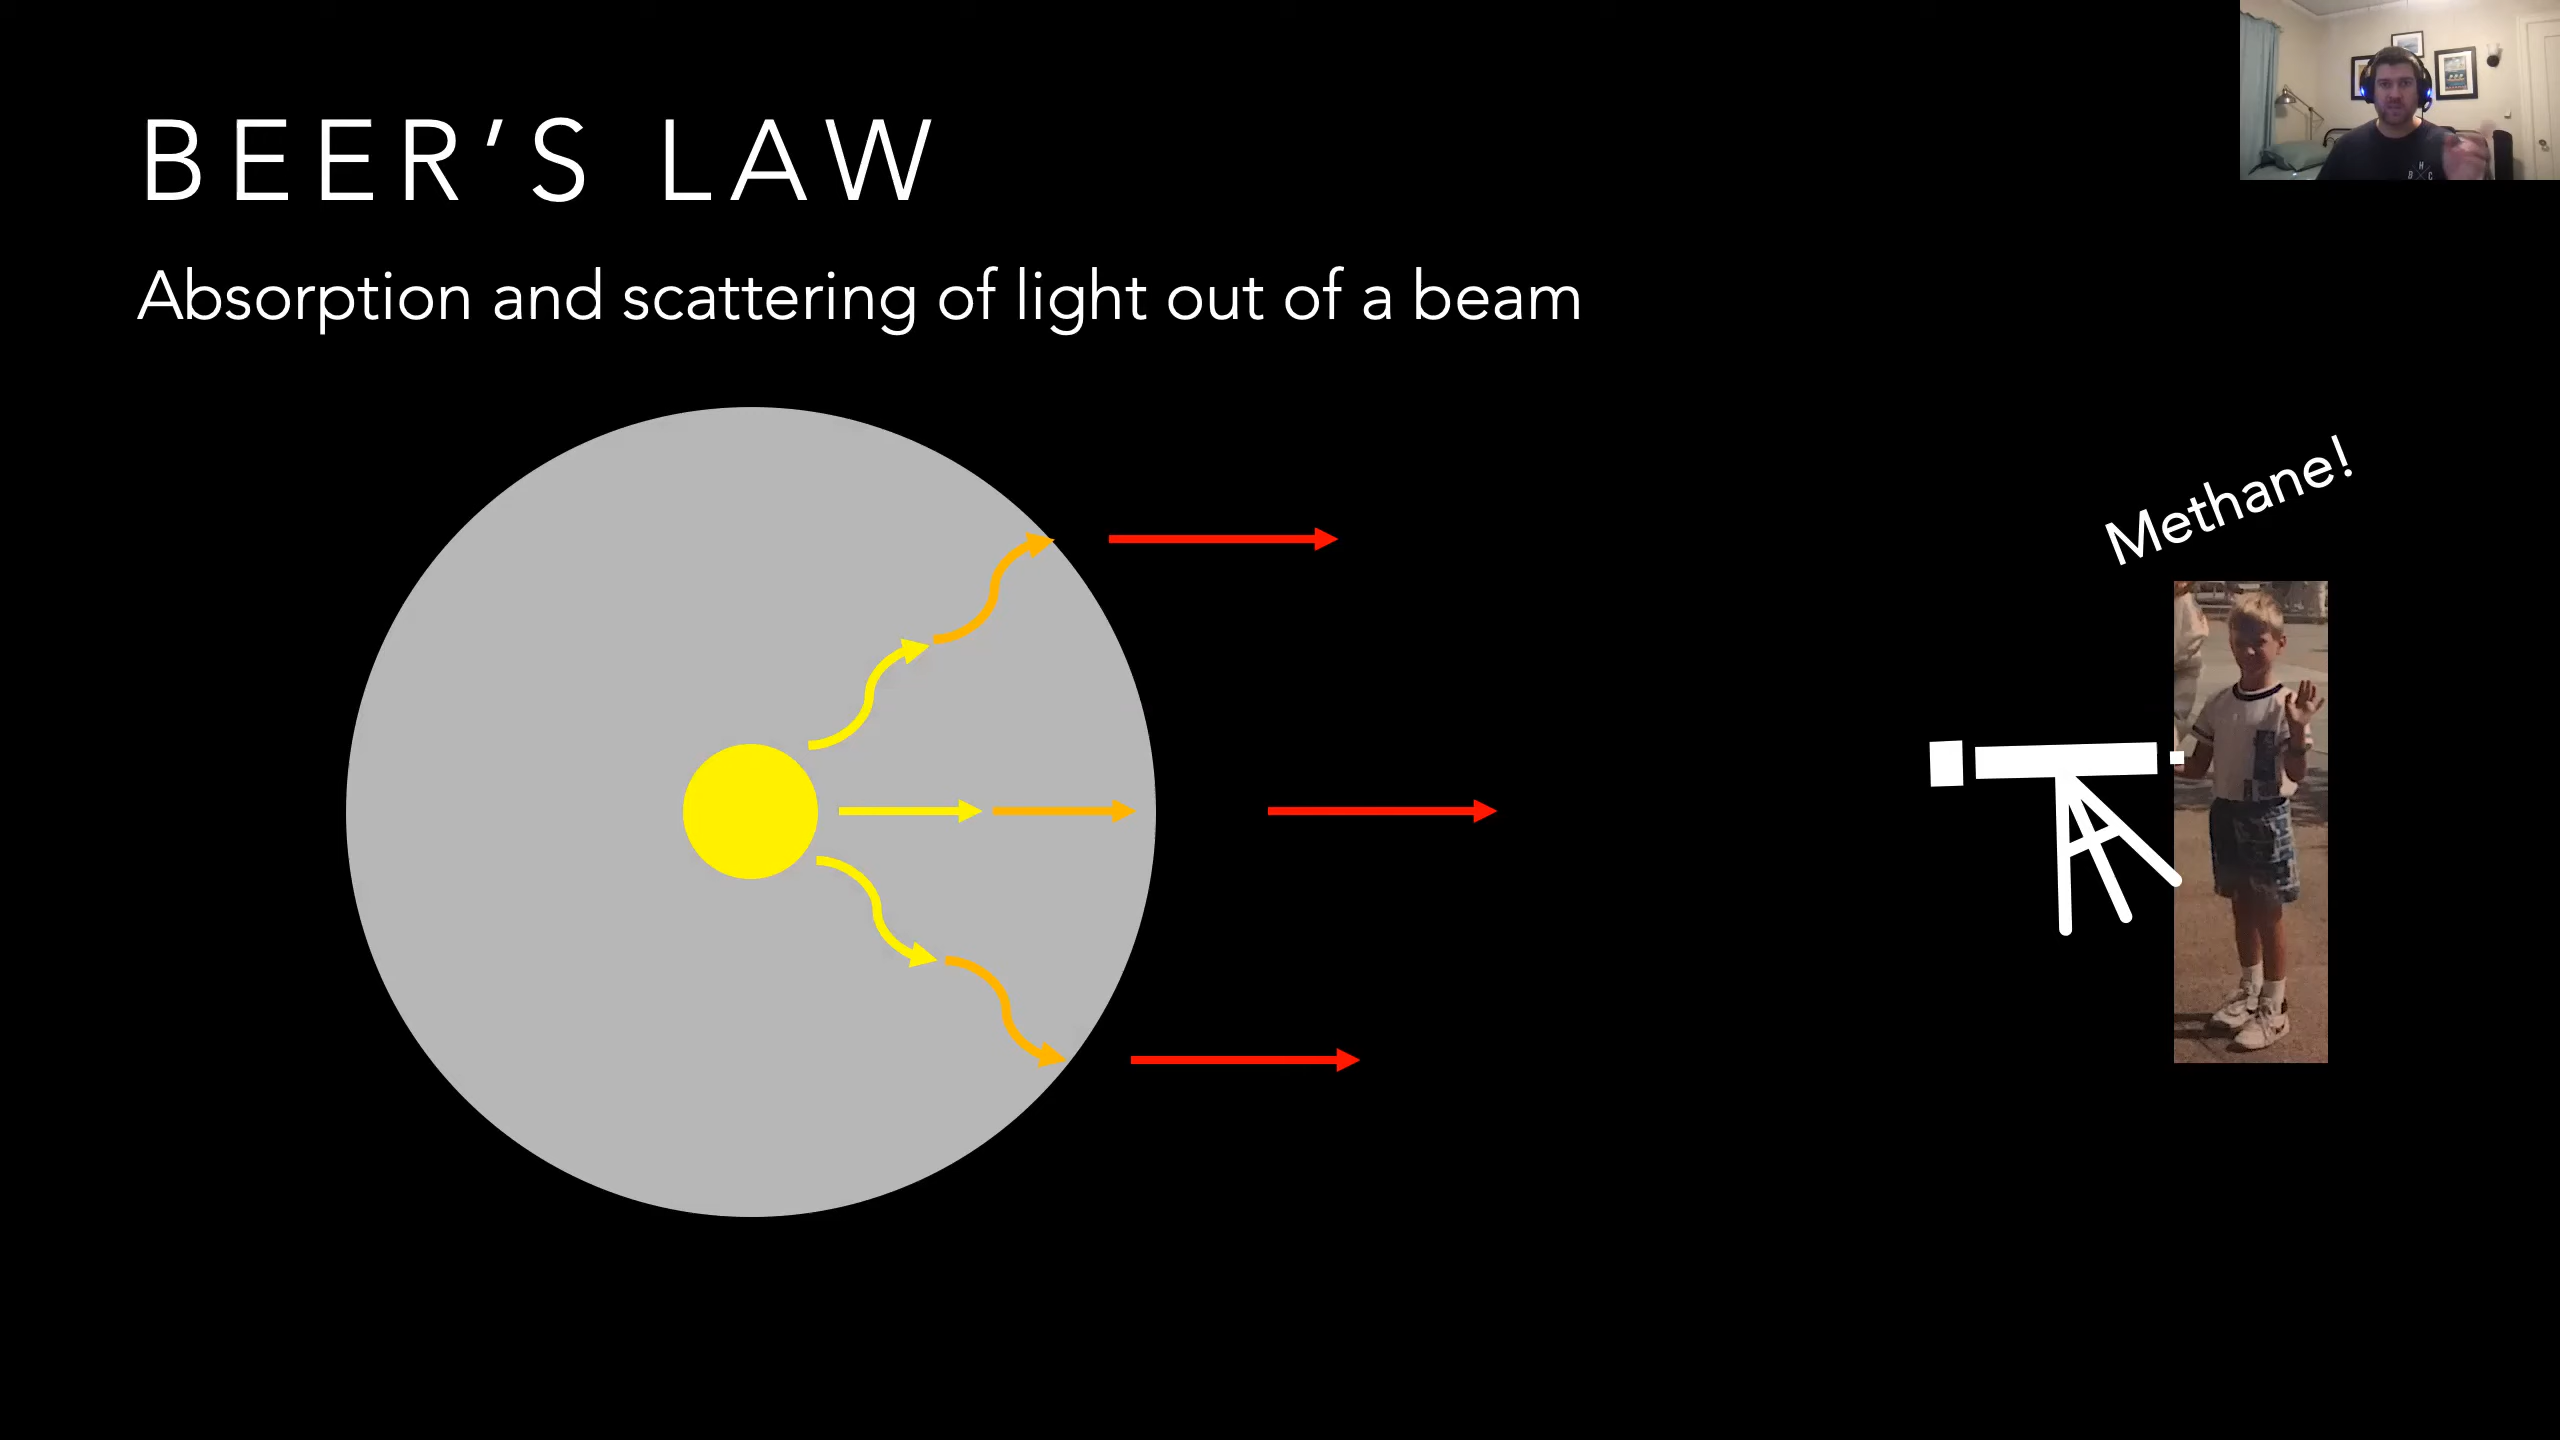 BEER'S LAW
Absorption and scattering of light out of a beam
Methane!
H
B C